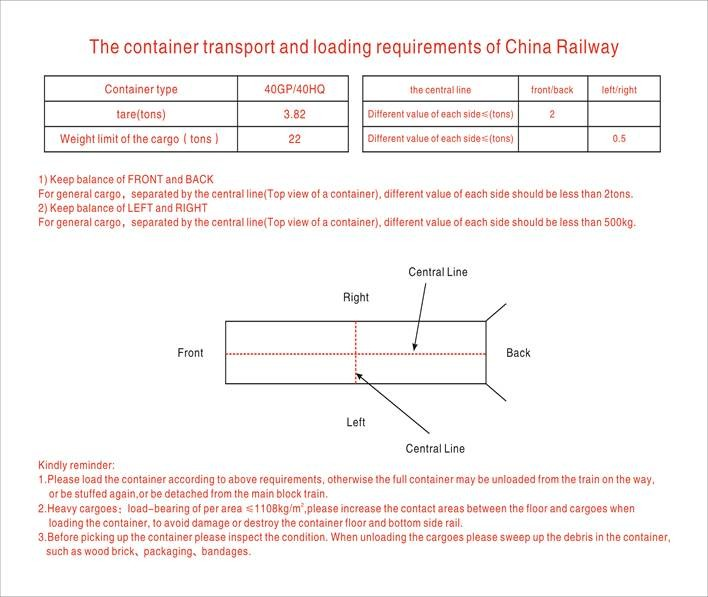 The container transport and loading requirements of China Railway
Container type 40GP/40HQ
tare(tons) 3.82
Weight limit of the cargo ( tons ) 22
the central line front/back left/right
Different value of each side≤(tons) 2
Different value of each side≤(tons) 0.5
1) Keep balance of FRONT and BACK
For general cargo，separated by the central line(Top view of a container), different value of each side should be less than 2tons.
2) Keep balance of LEFT and RIGHT
For general cargo，separated by the central line(Top view of a container), different value of each side should be less than 500kg.
Central Line
Right
Front
Back
Left
Central Line
Kindly reminder:
1.Please load the container according to above requirements, otherwise the full container may be unloaded from the train on the way,
or be stuffed again,or be detached from the main block train.
2.Heavy cargoes：load-bearing of per area ≤1108kg/m²,please increase the contact areas between the floor and cargoes when
loading the container, to avoid damage or destroy the container floor and bottom side rail.
3.Before picking up the container please inspect the condition. When unloading the cargoes please sweep up the debris in the container,
such as wood brick、packaging、bandages.